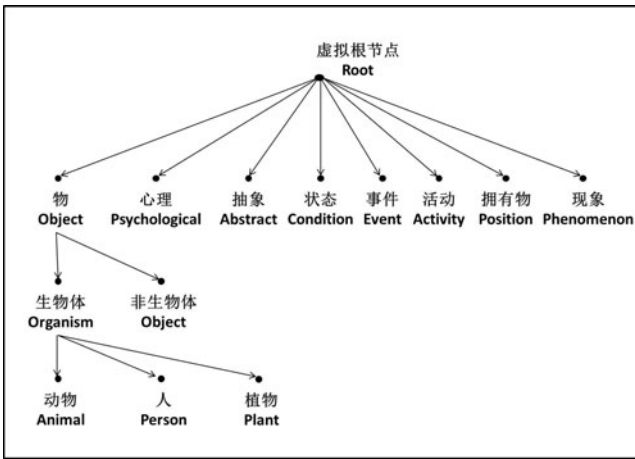 虚拟根节点
Root
物 心理 抽象 状态 事件 活动 拥有物 现象
Object Psychological Abstract Condition Event Activity Position Phenomenon
生物体 非生物体
Organism Object
动物 人 植物
Animal Person Plant